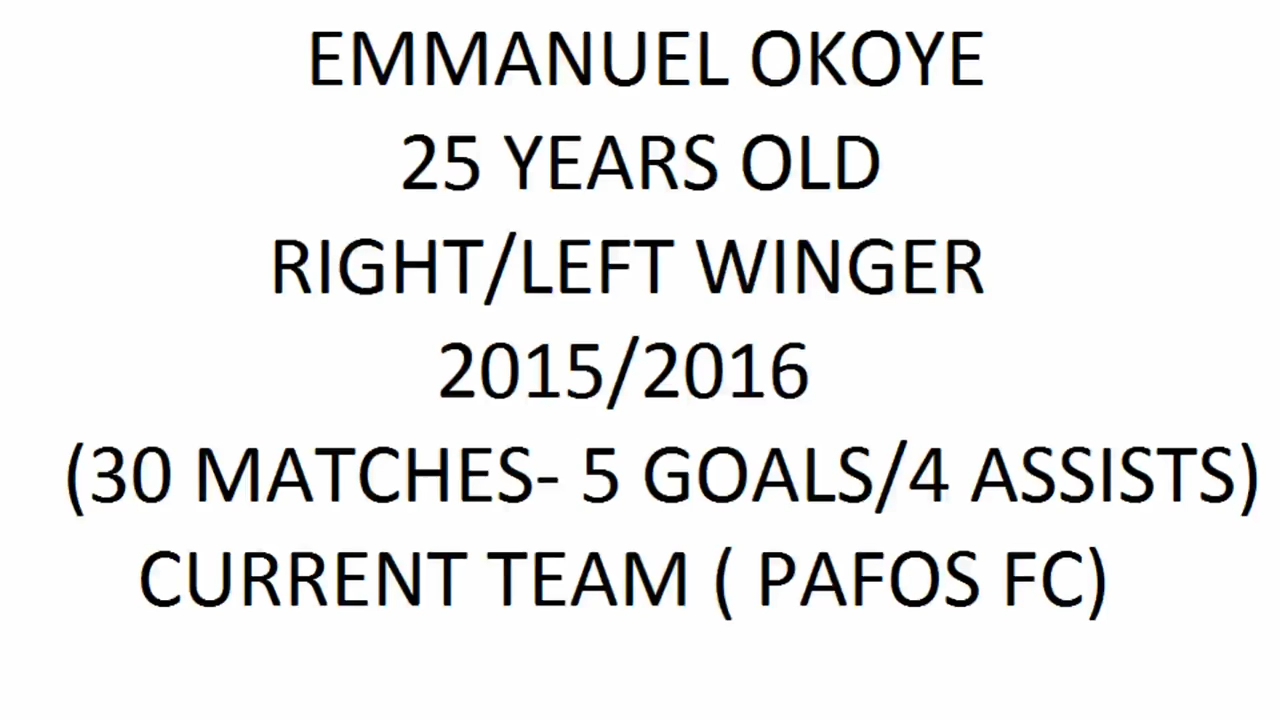 EMMANUEL OKOYE
25 YEARS OLD
RIGHT/LEFT WINGER
2015/2016
(30 MATCHES- 5 GOALS/4 ASSISTS)
CURRENT TEAM ( PAFOS FC)